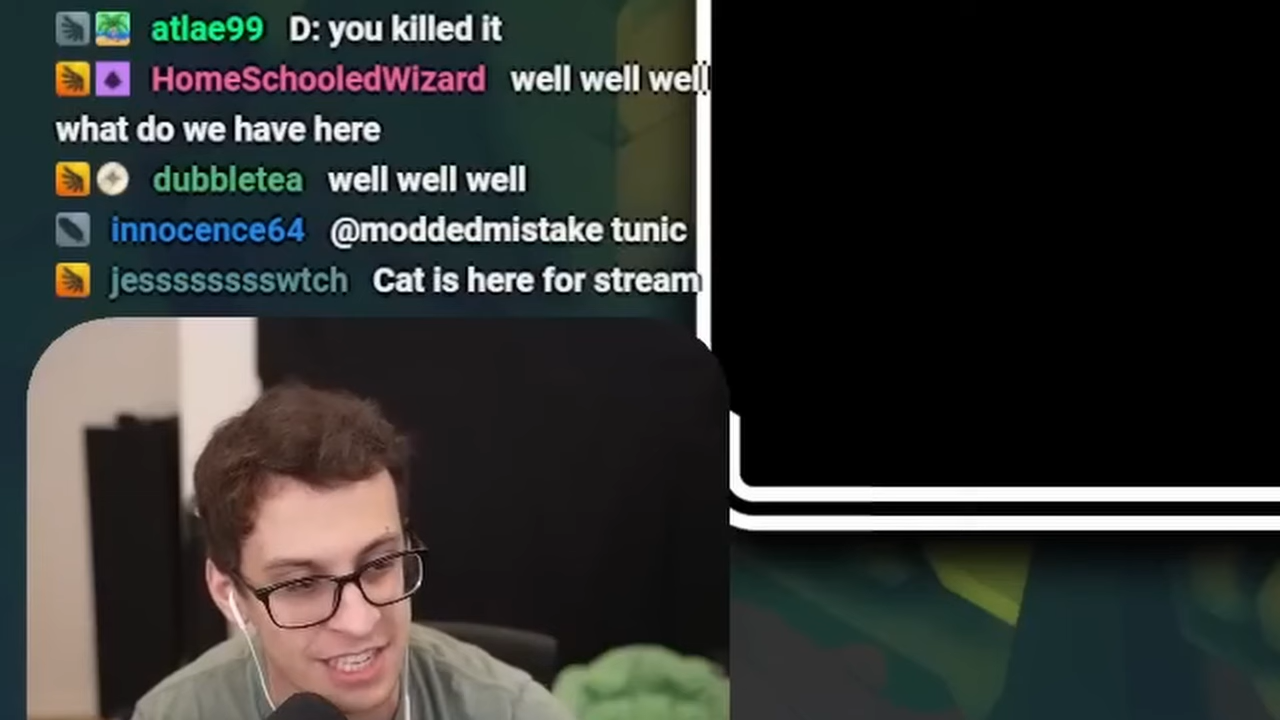 atlae99 D: you killed it
HomeSchooledWizard well well well
what do we have here
dubbletea well well well
innocence64 @moddedmistake tunic
jesssssssswtch Cat is here for stream